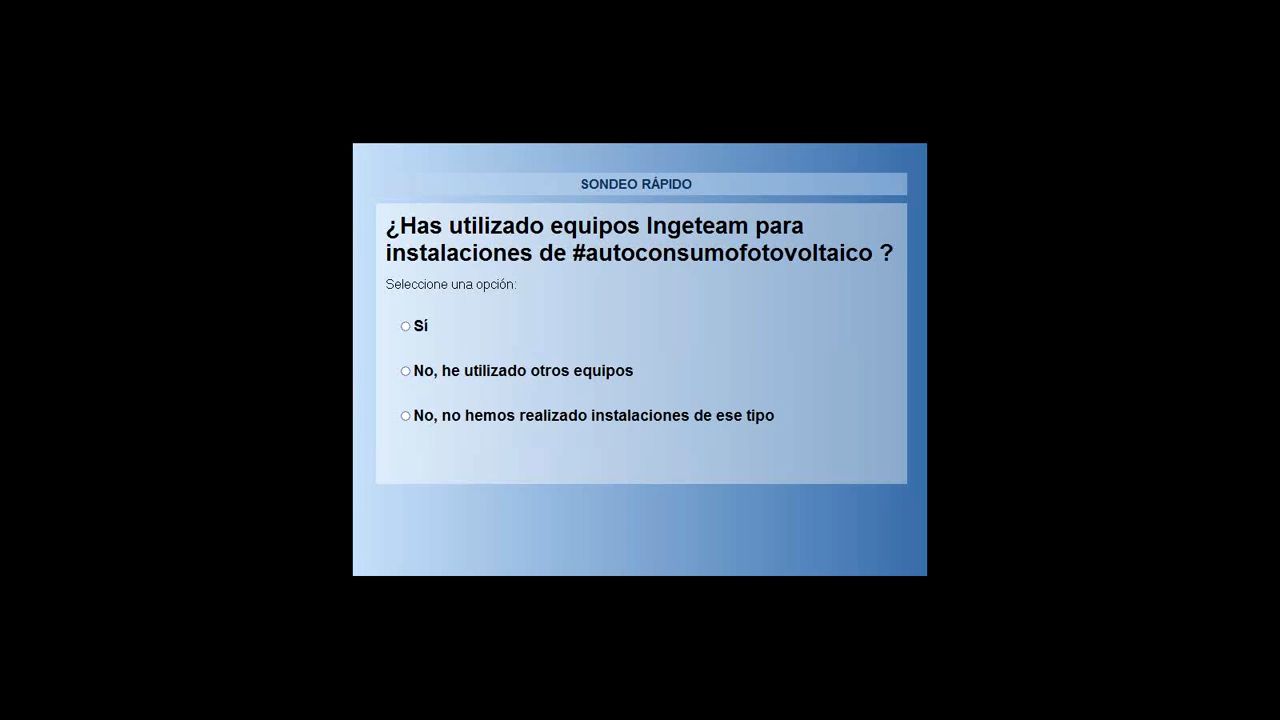 SONDEO RÁPIDO
¿Has utilizado equipos Ingeteam para
instalaciones de #autoconsumofotovoltaico ?
Seleccione una opción:
Sí
No, he utilizado otros equipos
No, no hemos realizado instalaciones de ese tipo